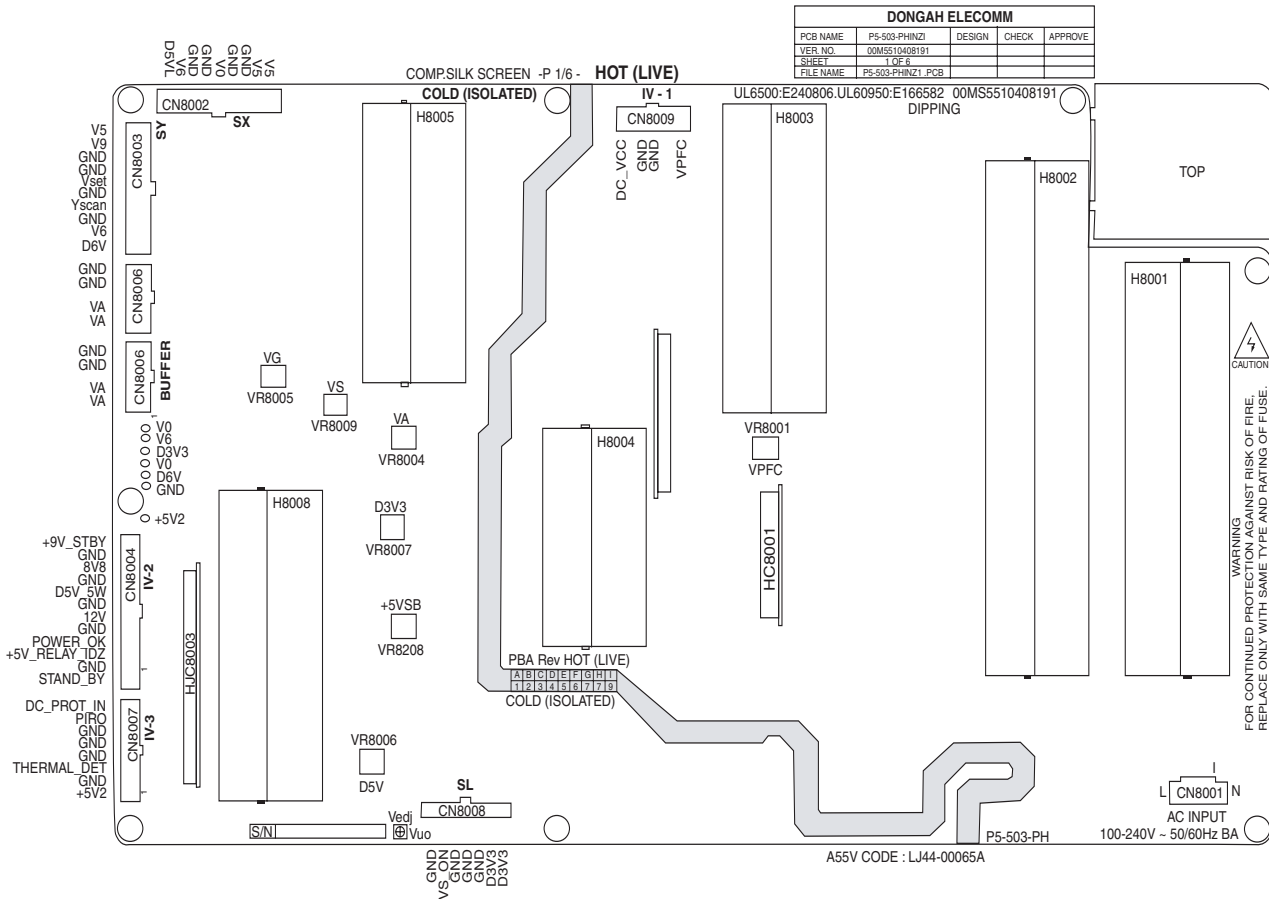 DONGAH ELECOMM
PCB NAME P5-503-PHINZI DESIGN CHECK APPROVE
VER. NO. 00M5510408191
SHEET 1 OF 6
FILE NAME P5-503-PHINZ1 .PCB
COMP.SILK SCREEN -P 1/6 - HOT (LIVE)
COLD (ISOLATED)
IV - 1
UL6500:E240806.UL60950:E166582 00MS5510408191
DIPPING
D5VL
V6
GND
GND
V0
GND
GND
V5
V5
CN8002
SX
SY
CN8003
V5
V9
GND
GND
Vset
GND
Yscan
GND
V6
D6V
H8005
CN8009
DC_VCC
GND
GND
VPFC
H8003
H8002
TOP
H8001
GND
GND
VA
VA
CN8006
GND
GND
VA
VA
CN8006
BUFFER
1
V0
V6
D3V3
V0
D6V
GND
+5V2
VG
VR8005
VS
VR8009
VA
VR8004
D3V3
VR8007
+5VSB
VR8208
H8004
VR8001
VPFC
HC8001
CAUTION
WARNING
FOR CONTINUED PROTECTION AGAINST RISK OF FIRE,
REPLACE ONLY WITH SAME TYPE AND RATING OF FUSE.
H8008
HJC8003
+9V_STBY
GND
8V8
GND
D5V_5W
GND
12V
GND
POWER_OK
+5V_RELAY_IDZ
GND
STAND_BY
CN8004
IV-2
1
DC_PROT_IN
PIRO
GND
GND
GND
THERMAL_DET
GND
+5V2
CN8007
IV-3
1
PBA Rev HOT (LIVE)
A B C D E F G H I
1 2 3 4 5 6 7 7 9
COLD (ISOLATED)
VR8006
D5V
SL
CN8008
S/N
Vedj
Vuo
GND
VS_ON
GND
GND
GND
D3V3
D3V3
I
L CN8001 N
AC INPUT
100-240V ~ 50/60Hz BA
P5-503-PH
A55V CODE : LJ44-00065A